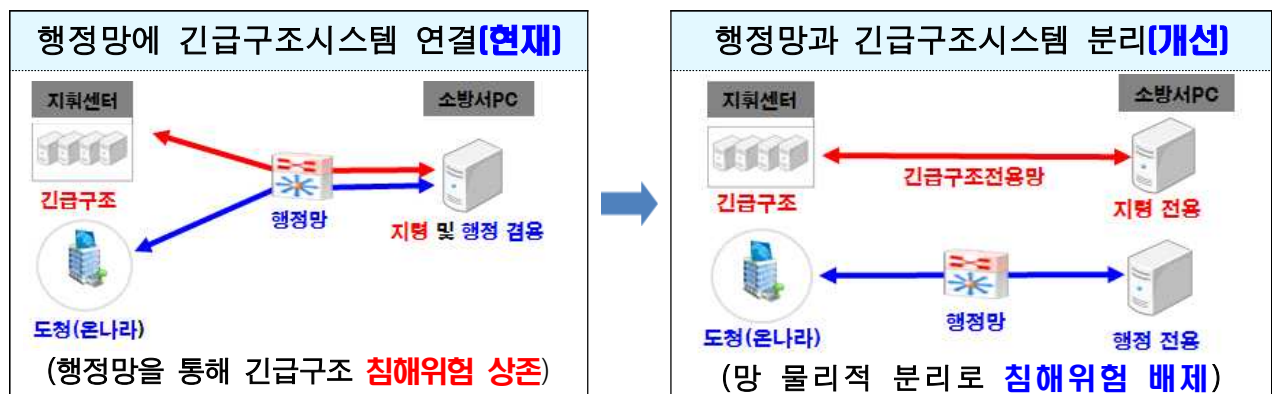 행정망에 긴급구조시스템 연결(현재)
지휘센터
소방서PC
긴급구조
행정망
지령 및 행정 겸용
도청(온나라)
(행정망을 통해 긴급구조 침해위험 상존)
행정망과 긴급구조시스템 분리(개선)
지휘센터
소방서PC
긴급구조전용망
긴급구조
지령 전용
행정망
도청(온나라)
행정 전용
(망 물리적 분리로 침해위험 배제)